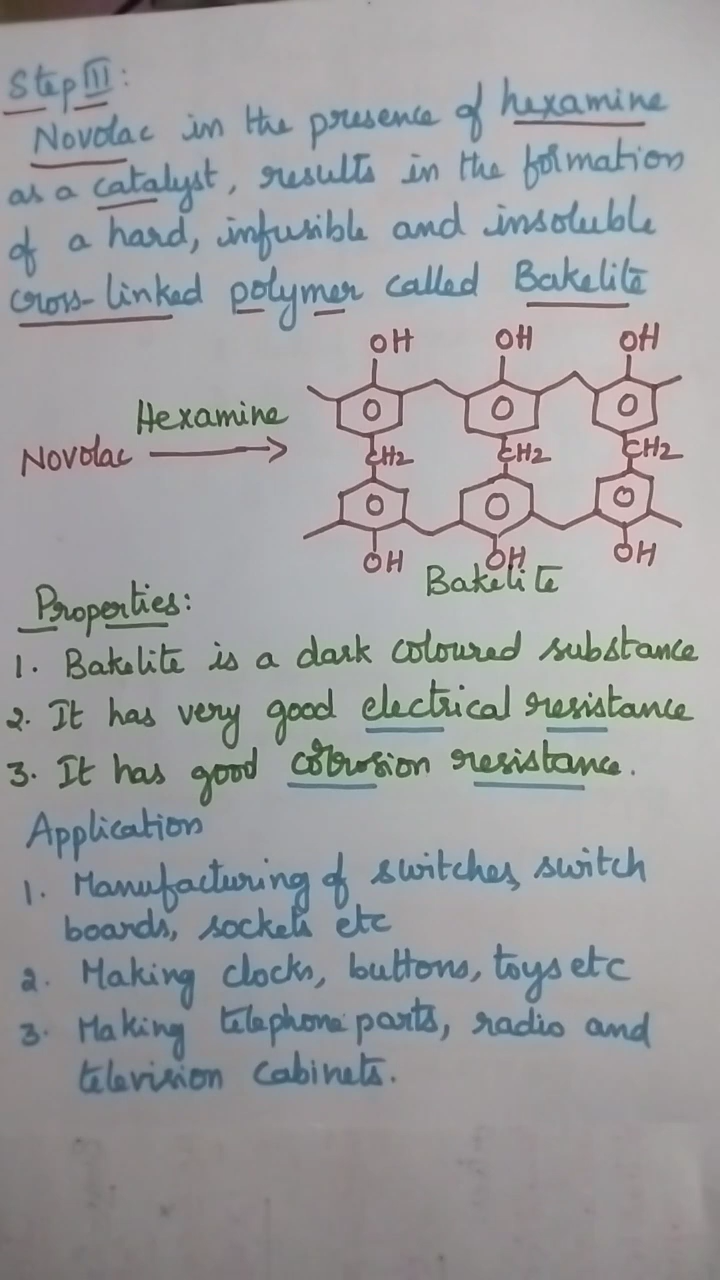 Step III:
Novolac in the presence of hexamine
as a catalyst, results in the formation
of a hard, infusible and insoluble
cross-linked polymer called Bakelite
OH OH OH
Hexamine
Novolac
CH2 CH2 CH2
OH OH OH
Bakelite
Properties:
1. Bakelite is a dark coloured substance
2. It has very good electrical resistance
3. It has good corrosion resistance.
Application
1. Manufacturing of switches, switch
boards, sockets etc
2. Making clocks, buttons, toys etc
3. Making telephone parts, radio and
television cabinets.